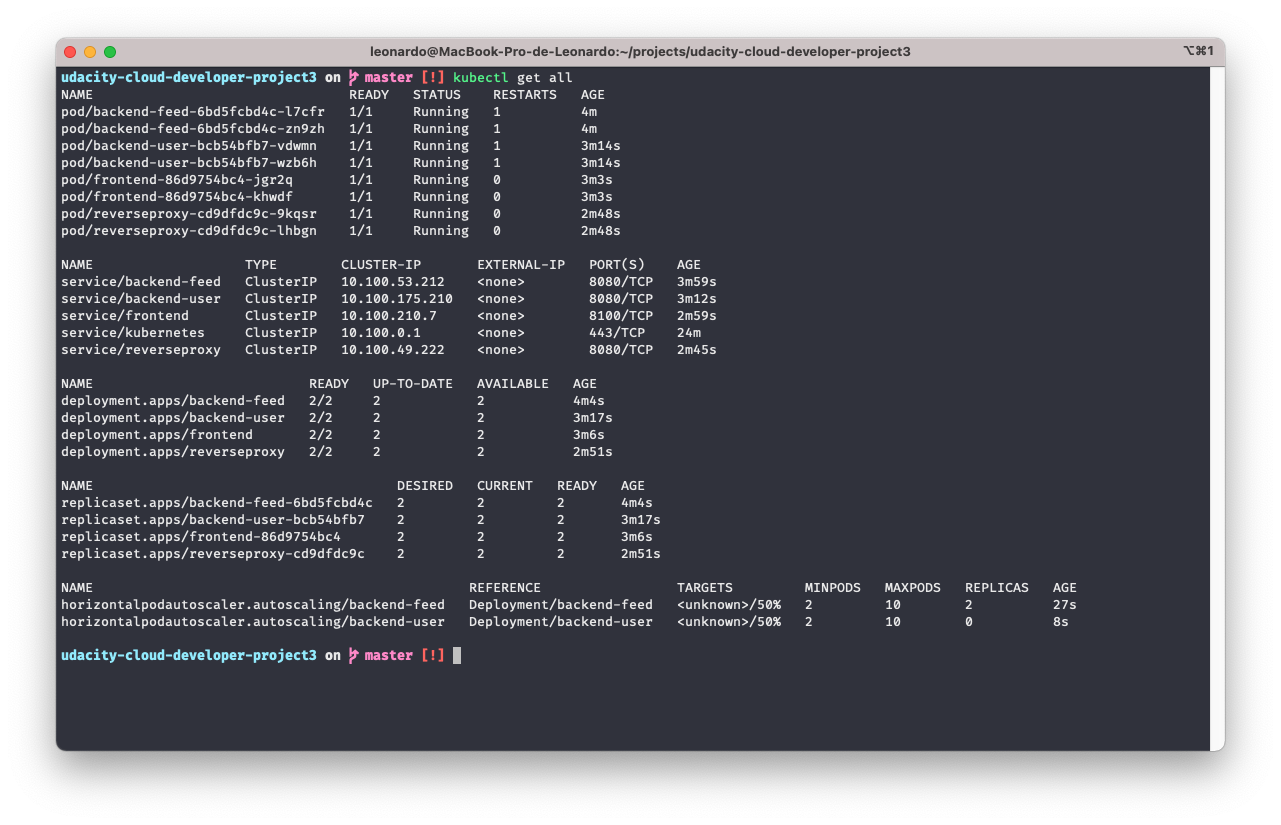 leonardo@MacBook-Pro-de-Leonardo:~/projects/udacity-cloud-developer-project3 ⌥⌘1
udacity-cloud-developer-project3 on master [!] kubectl get all
NAME READY STATUS RESTARTS AGE
pod/backend-feed-6bd5fcbd4c-l7cfr 1/1 Running 1 4m
pod/backend-feed-6bd5fcbd4c-zn9zh 1/1 Running 1 4m
pod/backend-user-bcb54bfb7-vdwmn 1/1 Running 1 3m14s
pod/backend-user-bcb54bfb7-wzb6h 1/1 Running 1 3m14s
pod/frontend-86d9754bc4-jgr2q 1/1 Running 0 3m3s
pod/frontend-86d9754bc4-khwdf 1/1 Running 0 3m3s
pod/reverseproxy-cd9dfdc9c-9kqsr 1/1 Running 0 2m48s
pod/reverseproxy-cd9dfdc9c-lhbgn 1/1 Running 0 2m48s
NAME TYPE CLUSTER-IP EXTERNAL-IP PORT(S) AGE
service/backend-feed ClusterIP 10.100.53.212 <none> 8080/TCP 3m59s
service/backend-user ClusterIP 10.100.175.210 <none> 8080/TCP 3m12s
service/frontend ClusterIP 10.100.210.7 <none> 8100/TCP 2m59s
service/kubernetes ClusterIP 10.100.0.1 <none> 443/TCP 24m
service/reverseproxy ClusterIP 10.100.49.222 <none> 8080/TCP 2m45s
NAME READY UP-TO-DATE AVAILABLE AGE
deployment.apps/backend-feed 2/2 2 2 4m4s
deployment.apps/backend-user 2/2 2 2 3m17s
deployment.apps/frontend 2/2 2 2 3m6s
deployment.apps/reverseproxy 2/2 2 2 2m51s
NAME DESIRED CURRENT READY AGE
replicaset.apps/backend-feed-6bd5fcbd4c 2 2 2 4m4s
replicaset.apps/backend-user-bcb54bfb7 2 2 2 3m17s
replicaset.apps/frontend-86d9754bc4 2 2 2 3m6s
replicaset.apps/reverseproxy-cd9dfdc9c 2 2 2 2m51s
NAME REFERENCE TARGETS MINPODS MAXPODS REPLICAS AGE
horizontalpodautoscaler.autoscaling/backend-feed Deployment/backend-feed <unknown>/50% 2 10 2 27s
horizontalpodautoscaler.autoscaling/backend-user Deployment/backend-user <unknown>/50% 2 10 0 8s
udacity-cloud-developer-project3 on master [!]